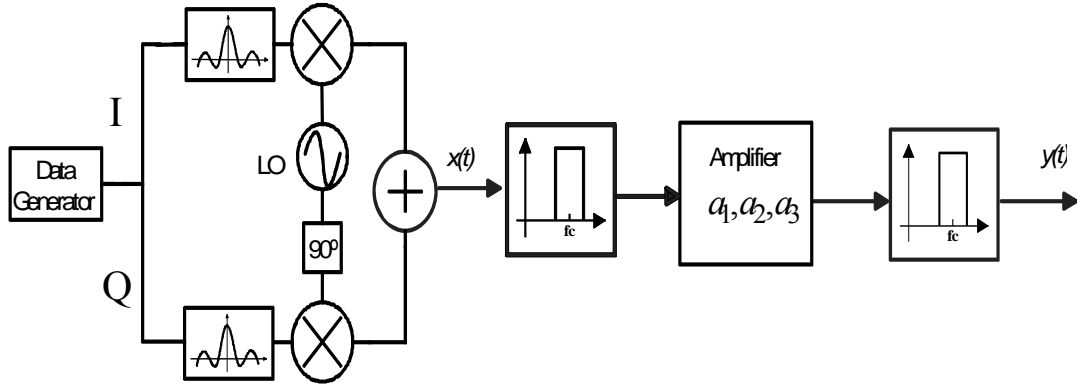 I
Data
Generator
Q
LO
90º
x(t)
fc
Amplifier
a1,a2,a3
fc
y(t)